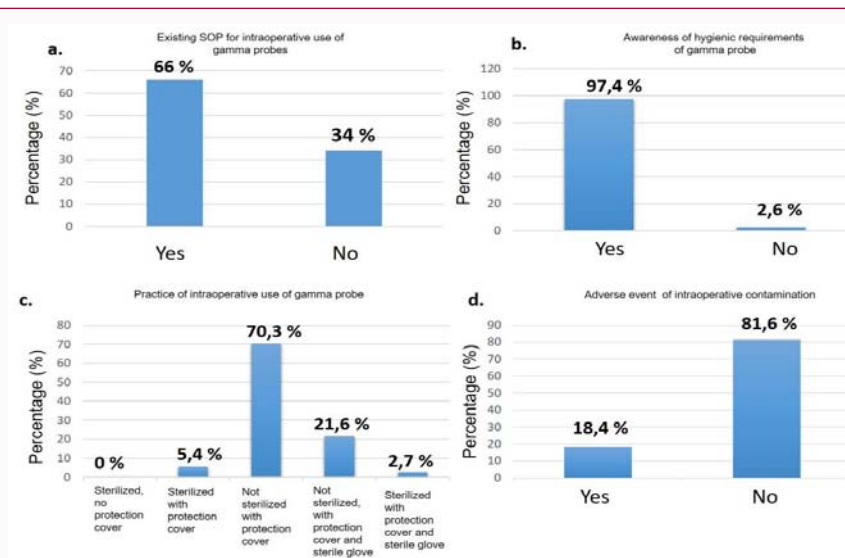 a.
Existing SOP for intraoperative use of
gamma probes
Percentage (%)
70
60
50
40
30
20
10
0
66 %
34 %
Yes
No
b.
Awareness of hygienic requirements
of gamma probe
Percentage (%)
120
100
80
60
40
20
0
97,4 %
2,6 %
Yes
No
c.
Practice of intraoperative use of gamma probe
Percentage (%)
80
70
60
50
40
30
20
10
0
0 %
5,4 %
70,3 %
21,6 %
2,7 %
Sterilized,
no
protection
cover
Sterilized
with
protection
cover
Not
sterilized
with
protection
cover
Not
sterilized,
with
protection
cover and
sterile glove
Sterilized
with
protection
cover and
sterile glove
d.
Adverse event of intraoperative contamination
Percentage (%)
90
80
70
60
50
40
30
20
10
0
18,4 %
81,6 %
Yes
No